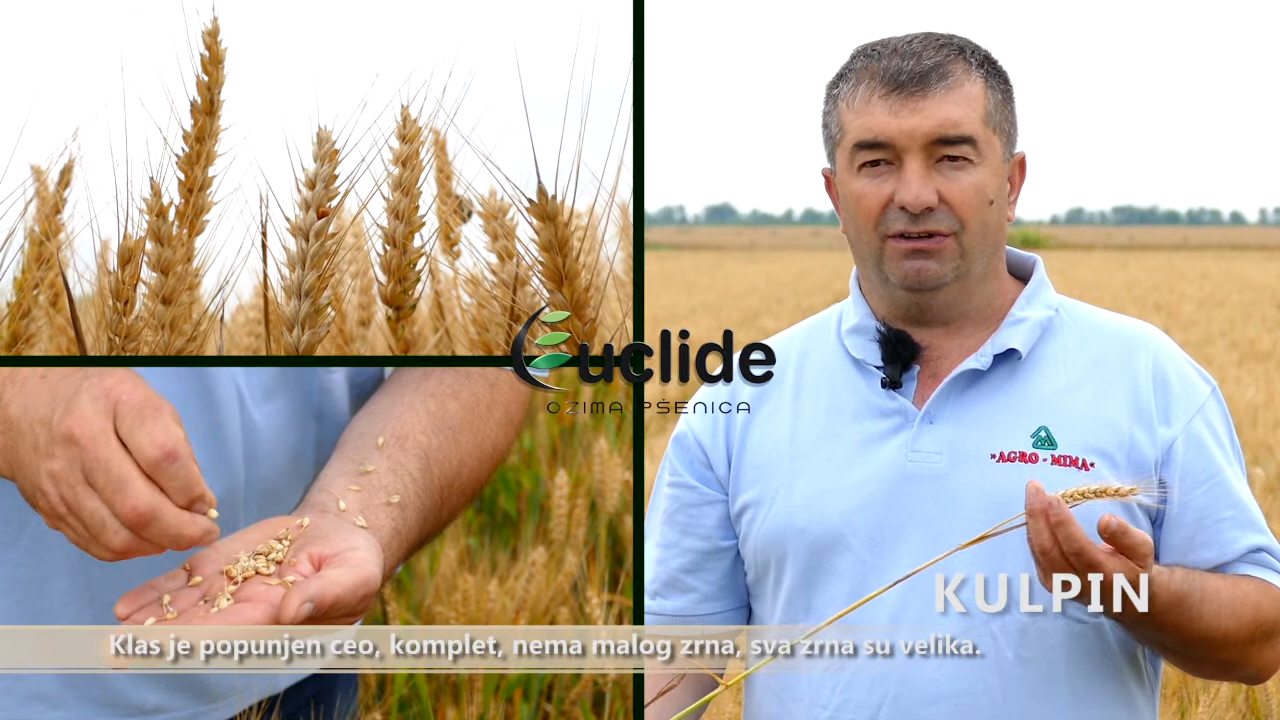 Euclide
OZIMA PŠENICA
»AGRO - MIMA«
KULPIN
Klas je popunjen ceo, komplet, nema malog zrna, sva zrna su velika.